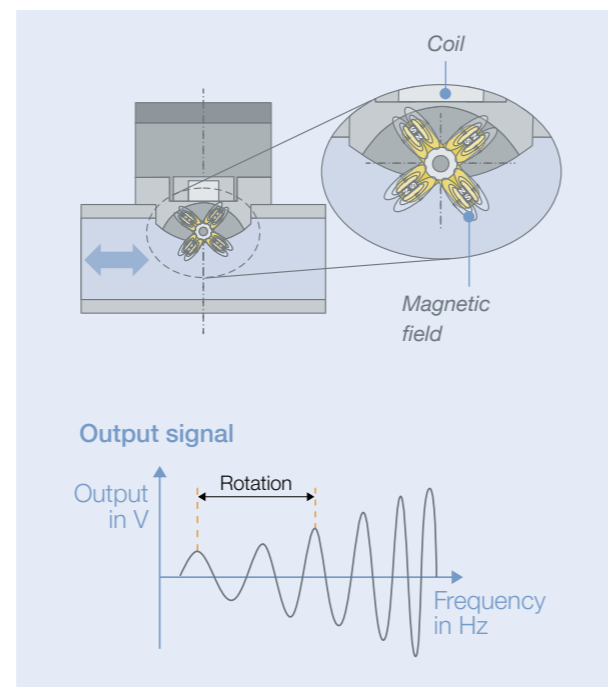 Coil
Magnetic
field
Output signal
Output
in V
Rotation
Frequency
in Hz